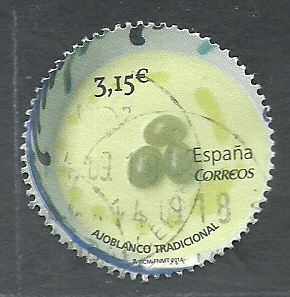 3,15€
España
CORREOS
AJOBLANCO TRADICIONAL